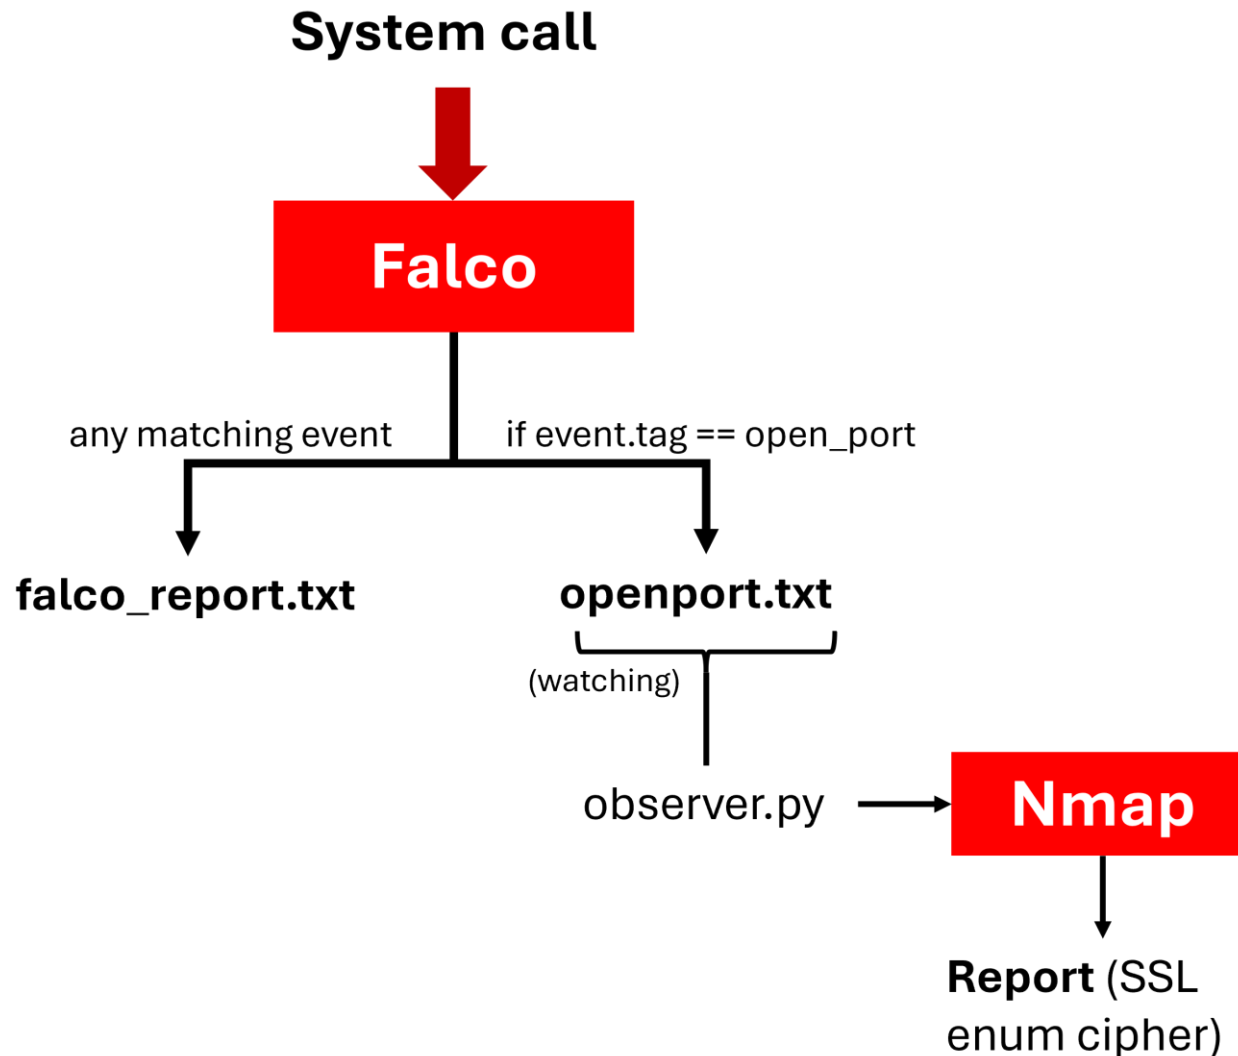 System call
Falco
any matching event
if event.tag == open_port
falco_report.txt
openport.txt
(watching)
observer.py
Nmap
Report (SSL
enum cipher)